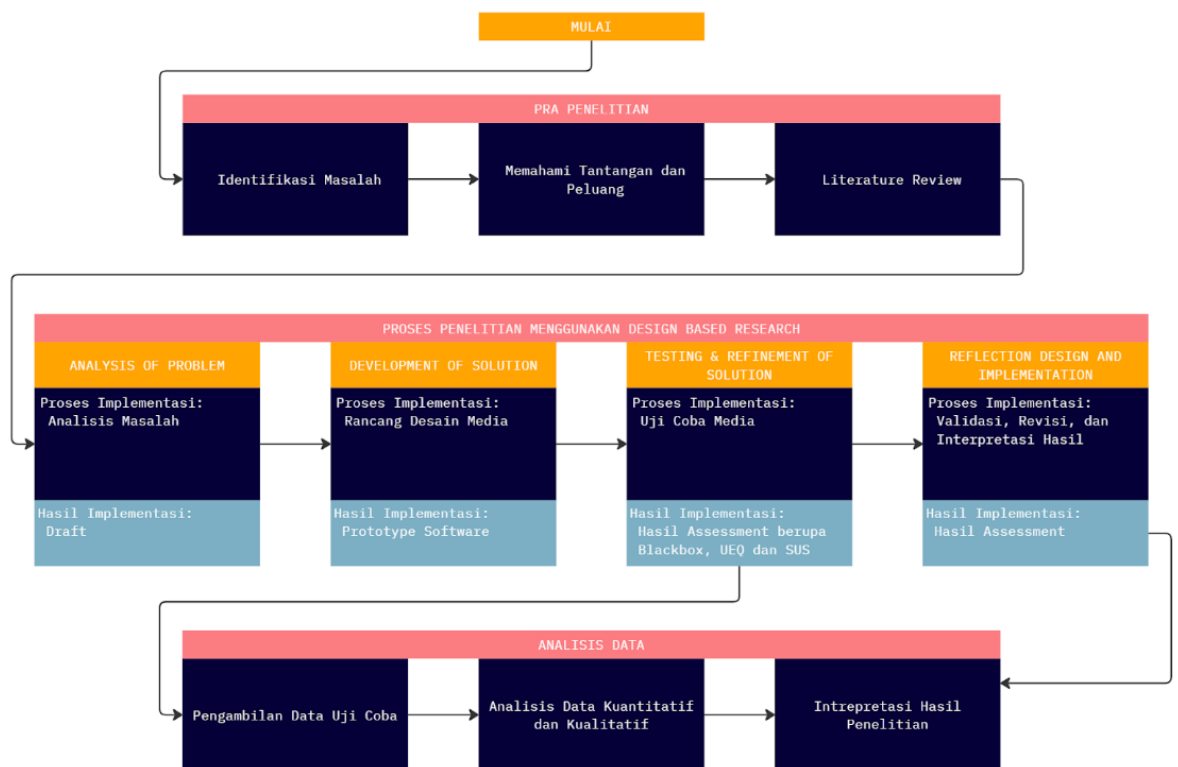 MULAI
PRA PENELITIAN
Identifikasi Masalah
Memahami Tantangan dan
Peluang
Literature Review
PROSES PENELITIAN MENGGUNAKAN DESIGN BASED RESEARCH
ANALYSIS OF PROBLEM
Proses Implementasi:
Analisis Masalah
Hasil Implementasi:
Draft
DEVELOPMENT OF SOLUTION
Proses Implementasi:
Rancang Desain Media
Hasil Implementasi:
Prototype Software
TESTING & REFINEMENT OF
SOLUTION
Proses Implementasi:
Uji Coba Media
Hasil Implementasi:
Hasil Assessment berupa
Blackbox, UEQ dan SUS
REFLECTION DESIGN AND
IMPLEMENTATION
Proses Implementasi:
Validasi, Revisi, dan
Interpretasi Hasil
Hasil Implementasi:
Hasil Assessment
ANALISIS DATA
Pengambilan Data Uji Coba
Analisis Data Kuantitatif
dan Kualitatif
Intrepretasi Hasil
Penelitian